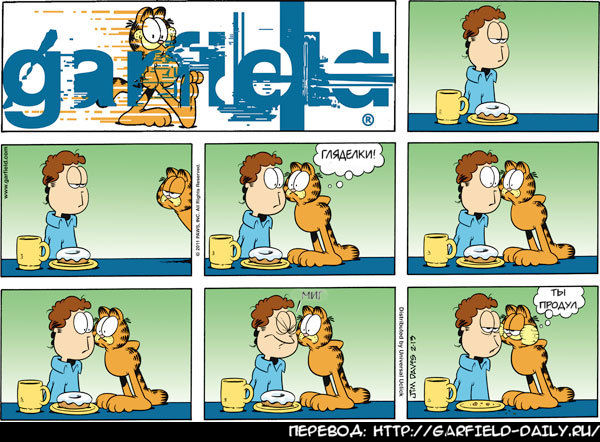 garfield
®
www.garfield.com
© 2011 PAWS, INC. All Rights Reserved.
ГЛЯДЕЛКИ!
МИГ
Distributed by Universal Uclick
JIM DAVIS 2-13
ТЫ
ПРОДУЛ.
ПЕРЕВОД: HTTP://GARFIELD-DAILY.RU/